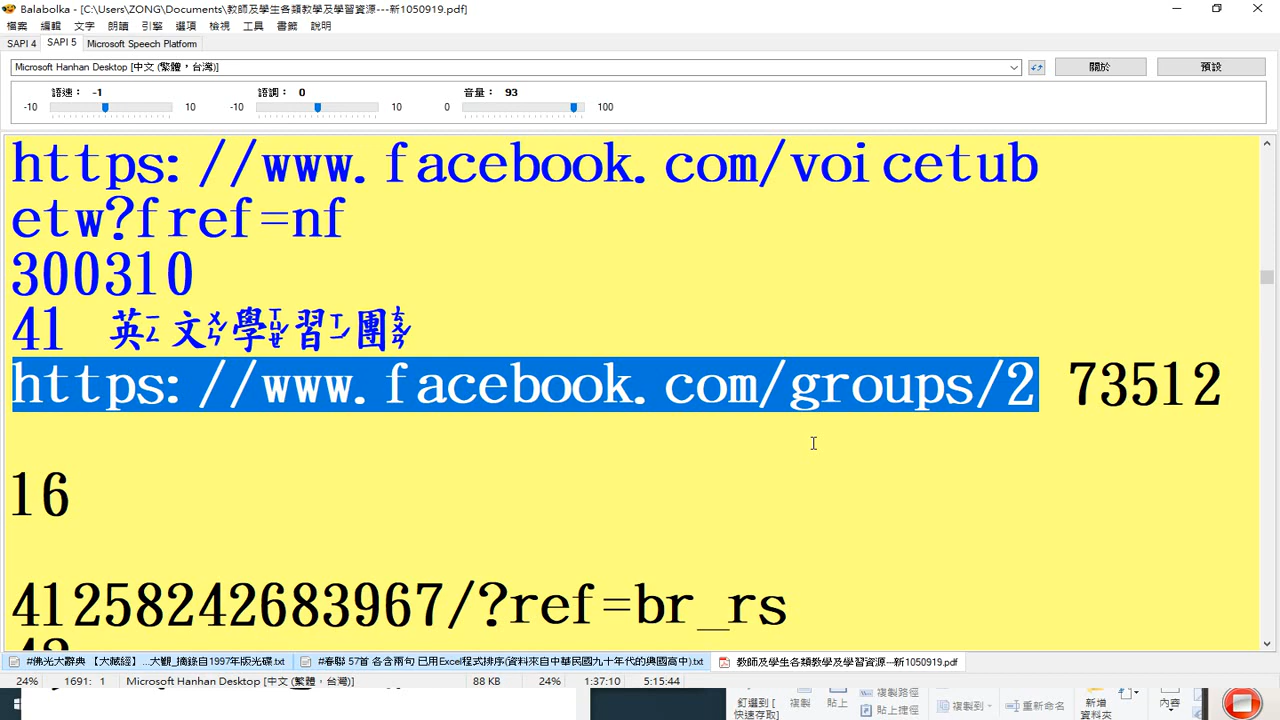 Balabolka - [C:\Users\ZONG\Documents\教師及學生各類教學及學習資源---新1050919.pdf]
檔案 編輯 文字 朗讀 引擎 選項 檢視 工具 書籤 說明
SAPI 4 SAPI 5 Microsoft Speech Platform
Microsoft Hanhan Desktop [中文 (繁體，台灣)] 關於 預設
語速： -1 語調： 0 音量： 93
-10 10 -10 10 0 100
https://www.facebook.com/voicetub
etw?fref=nf
300310
41 英文學習團
https://www.facebook.com/groups/2 73512
16
41258242683967/?ref=br_rs
#佛光大辭典 【大藏經】...大觀_摘錄自1997年版光碟.txt #春聯 57首 各含兩句 已用Excel程式排序(資料來自中華民國九十年代的興國高中).txt 教師及學生各類教學及學習資源---新1050919.pdf
24% 1691: 1 Microsoft Hanhan Desktop [中文 (繁體，台灣)] 88 KB 24% 1:37:10 5:15:44
釘選到 [ 複製 貼上 複製路徑 新增 內容
快速存取] 貼上捷徑 複製到 重新命名 資料夾